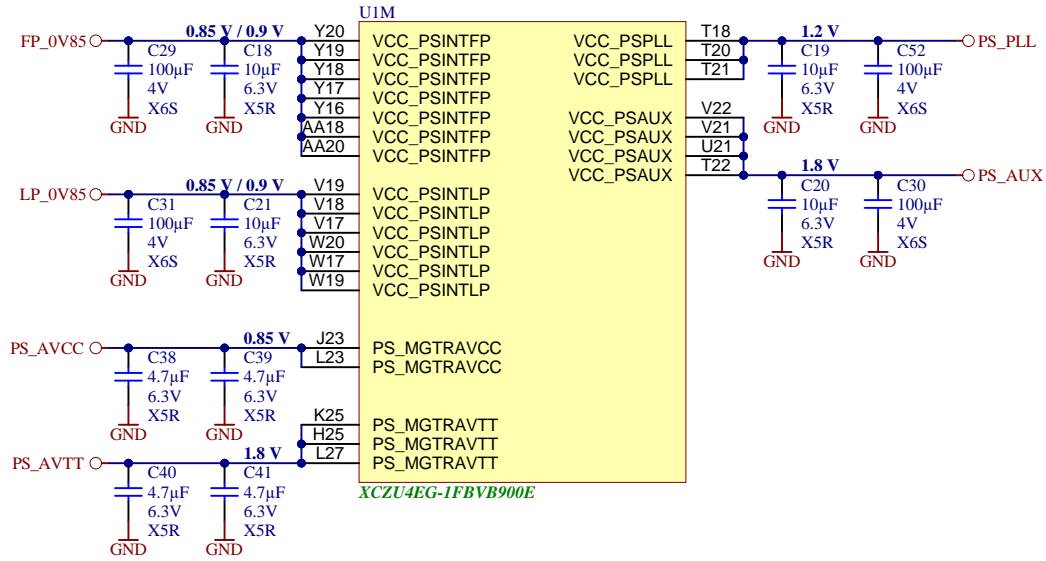 U1M
FP_0V85
0.85 V / 0.9 V
C29
100µF
4V
X6S
GND
C18
10µF
6.3V
X5R
GND
Y20 VCC_PSINTFP
Y19 VCC_PSINTFP
Y18 VCC_PSINTFP
Y17 VCC_PSINTFP
Y16 VCC_PSINTFP
AA18 VCC_PSINTFP
AA20 VCC_PSINTFP
LP_0V85
0.85 V / 0.9 V
C31
100µF
4V
X6S
GND
C21
10µF
6.3V
X5R
GND
V19 VCC_PSINTLP
V18 VCC_PSINTLP
V17 VCC_PSINTLP
W20 VCC_PSINTLP
W17 VCC_PSINTLP
W19 VCC_PSINTLP
PS_AVCC
0.85 V
C38
4.7µF
6.3V
X5R
GND
C39
4.7µF
6.3V
X5R
GND
J23 PS_MGTRAVCC
L23 PS_MGTRAVCC
PS_AVTT
1.8 V
C40
4.7µF
6.3V
X5R
GND
C41
4.7µF
6.3V
X5R
GND
K25 PS_MGTRAVTT
H25 PS_MGTRAVTT
L27 PS_MGTRAVTT
VCC_PSPLL T18
VCC_PSPLL T20
VCC_PSPLL T21
1.2 V
PS_PLL
C19
10µF
6.3V
X5R
GND
C52
100µF
4V
X6S
GND
VCC_PSAUX V22
VCC_PSAUX V21
VCC_PSAUX U21
VCC_PSAUX T22
1.8 V
PS_AUX
C20
10µF
6.3V
X5R
GND
C30
100µF
4V
X6S
GND
XCZU4EG-1FBVB900E